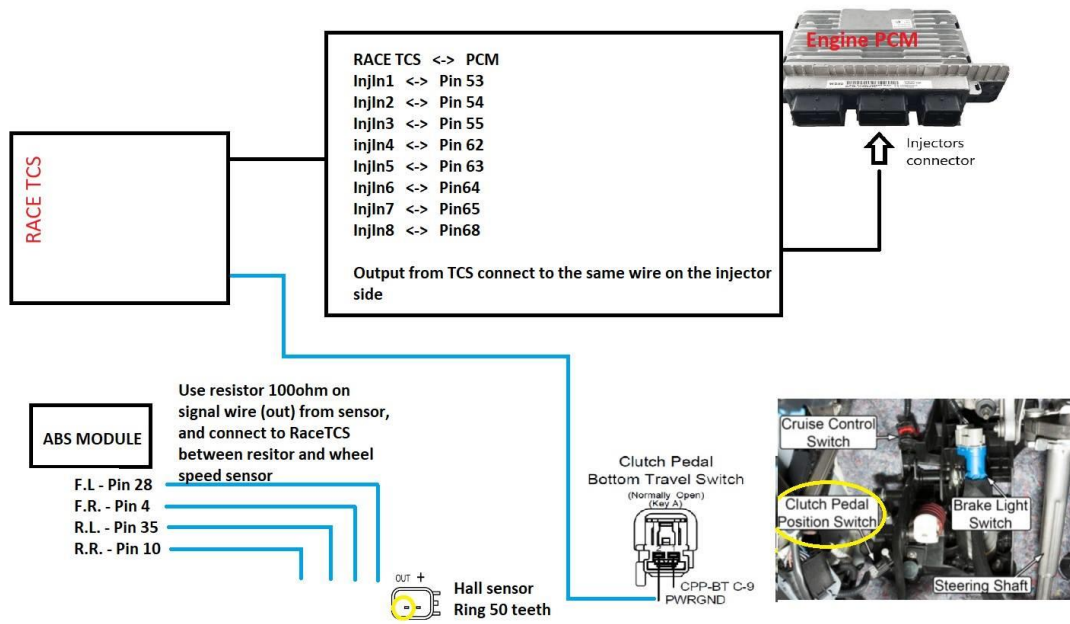 RACE TCS <-> PCM
InjIn1 <-> Pin 53
InjIn2 <-> Pin 54
InjIn3 <-> Pin 55
injIn4 <-> Pin 62
InjIn5 <-> Pin 63
InjIn6 <-> Pin64
InjIn7 <-> Pin65
InjIn8 <-> Pin68
Output from TCS connect to the same wire on the injector
side
Engine PCM
Injectors
connector
RACE TCS
ABS MODULE
Use resistor 100ohm on
signal wire (out) from sensor,
and connect to RaceTCS
between resitor and wheel
speed sensor
F.L - Pin 28
F.R. - Pin 4
R.L. - Pin 35
R.R. - Pin 10
OUT +
Hall sensor
Ring 50 teeth
Clutch Pedal
Bottom Travel Switch
(Normally Open)
(Key A)
CPP-BT C-9
PWRGND
Cruise Control
Switch
Clutch Pedal
Position Switch
Brake Light
Switch
Steering Shaft